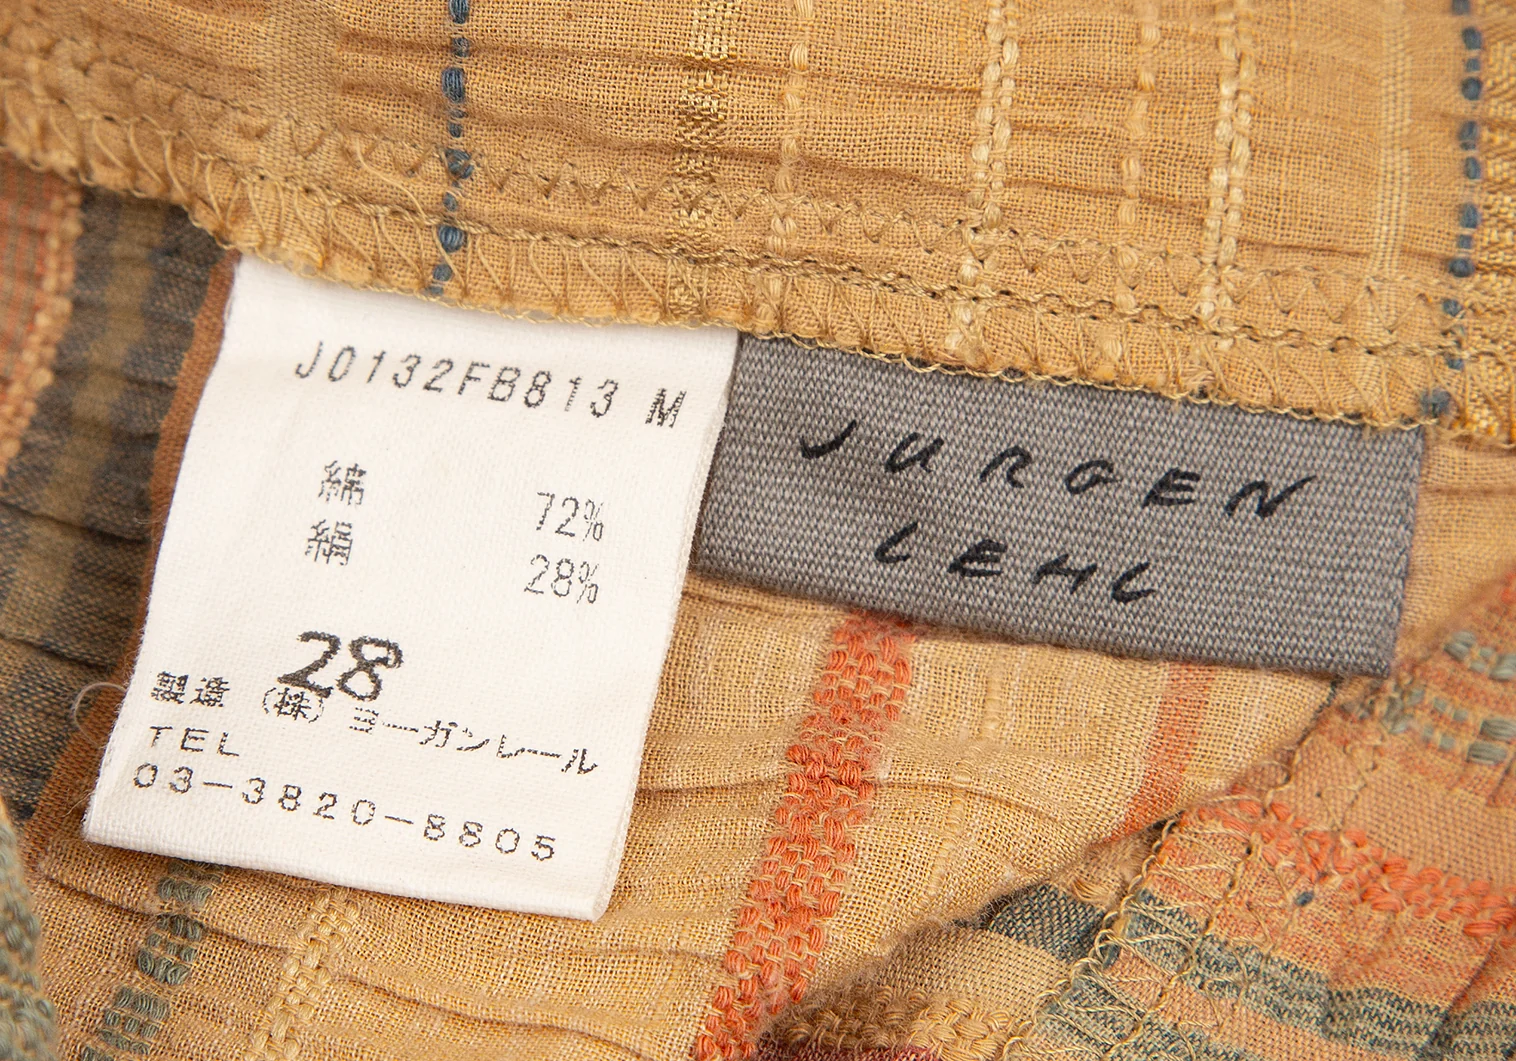 J0132FB813 M
綿 72%
絹 28%
28
製造 (株) ヨーガンレール
TEL
03-3820-8805
JURGEN
LEHL